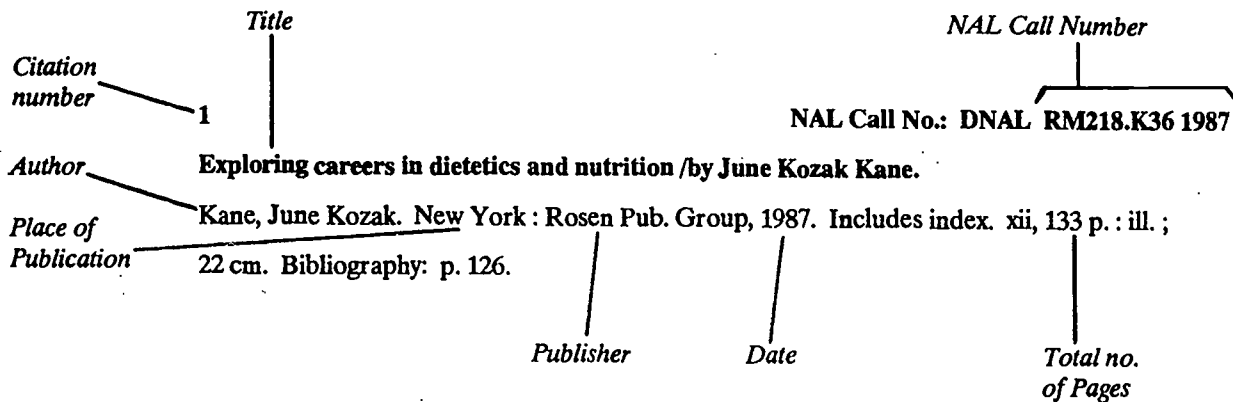 Title
NAL Call Number
Citation
number
1
NAL Call No.: DNAL RM218.K36 1987
Author
Exploring careers in dietetics and nutrition /by June Kozak Kane.
Place of
Publication
Kane, June Kozak. New York : Rosen Pub. Group, 1987. Includes index. xii, 133 p. : ill. ;
22 cm. Bibliography: p. 126.
Publisher
Date
Total no.
of Pages